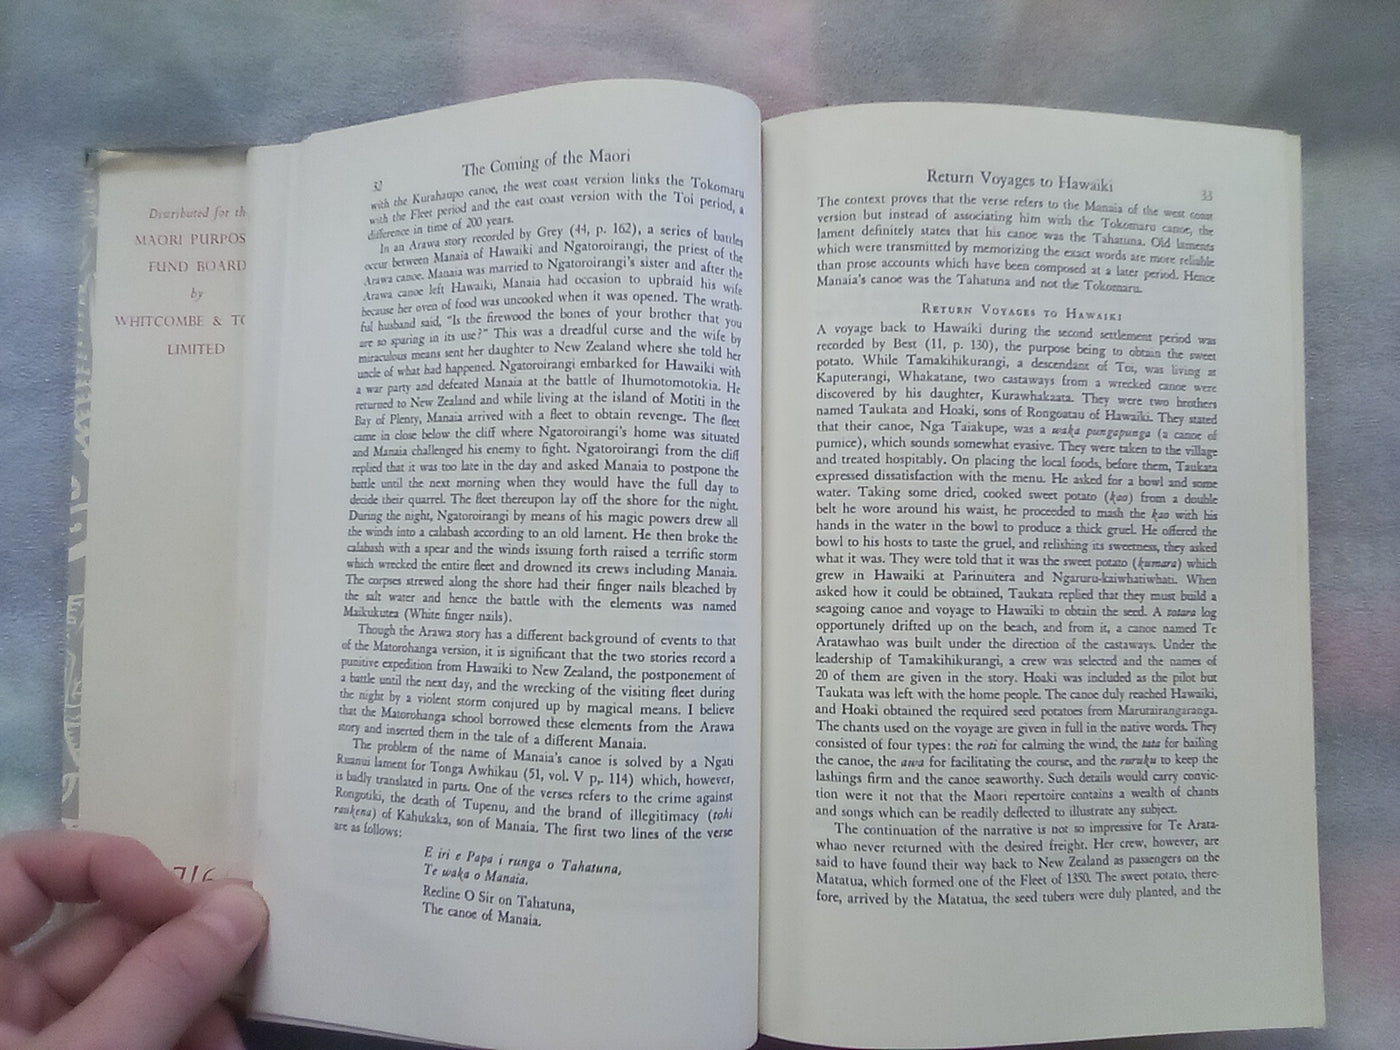 Distributed for th
MAORI PURPOS
FUND BOARD
by
WHITCOMBE & TO
LIMITED
7/6
32
The Coming of the Maori
with the Kurahaupo canoe, the west coast version links the Tokomaru
with the Fleet period and the east coast version with the Toi period, a
difference in time of 200 years.
In an Arawa story recorded by Grey (44, p. 162), a series of battles
occur between Manaia of Hawaiki and Ngatoroirangi, the priest of the
Arawa canoe. Manaia was married to Ngatoroirangi's sister and after the
Arawa canoe left Hawaiki, Manaia had occasion to upbraid his wife
because her oven of food was uncooked when it was opened. The wrath-
ful husband said, "Is the firewood the bones of your brother that you
are so sparing in its use?" This was a dreadful curse and the wife by
miraculous means sent her daughter to New Zealand where she told her
uncle of what had happened. Ngatoroirangi embarked for Hawaiki with
a war party and defeated Manaia at the battle of Ihumotomotokia. He
returned to New Zealand and while living at the island of Motiti in the
Bay of Plenty, Manaia arrived with a fleet to obtain revenge. The fleet
came in close below the cliff where Ngatoroirangi's home was situated
and Manaia challenged his enemy to fight. Ngatoroirangi from the cliff
replied that it was too late in the day and asked Manaia to postpone the
battle until the next morning when they would have the full day to
decide their quarrel. The fleet thereupon lay off the shore for the night.
During the night, Ngatoroirangi by means of his magic powers drew all
the winds into a calabash according to an old lament. He then broke the
calabash with a spear and the winds issuing forth raised a terrific storm
which wrecked the entire fleet and drowned its crews including Manaia.
The corpses strewed along the shore had their finger nails bleached by
the salt water and hence the battle with the elements was named
Maikukutea (White finger nails).
Though the Arawa story has a different background of events to that
of the Matorohanga version, it is significant that the two stories record a
punitive expedition from Hawaiki to New Zealand, the postponement of
a battle until the next day, and the wrecking of the visiting fleet during
the night by a violent storm conjured up by magical means. I believe
that the Matorohanga school borrowed these elements from the Arawa
story and inserted them in the tale of a different Manaia.
The problem of the name of Manaia's canoe is solved by a Ngati
Ruanui lament for Tonga Awhikau (51, vol. V p,. 114) which, however,
is badly translated in parts. One of the verses refers to the crime against
Rongotiki, the death of Tupenu, and the brand of illegitimacy (tohi
raukena) of Kahukaka, son of Manaia. The first two lines of the verse
are as follows:
E iri e Papa i runga o Tahatuna,
Te waka o Manaia.
Recline O Sir on Tahatuna,
The canoe of Manaia.
Return Voyages to Hawaiki
33
The context proves that the verse refers to the Manaia of the west coast
version but instead of associating him with the Tokomaru canoe, the
lament definitely states that his canoe was the Tahatuna. Old laments
which were transmitted by memorizing the exact words are more reliable
than prose accounts which have been composed at a later period. Hence
Manaia's canoe was the Tahatuna and not the Tokomaru.
RETURN VOYAGES TO HAWAIKI
A voyage back to Hawaiki during the second settlement period was
recorded by Best (11, p. 130), the purpose being to obtain the sweet
potato. While Tamakihikurangi, a descendant of Toi, was living at
Kaputerangi, Whakatane, two castaways from a wrecked canoe were
discovered by his daughter, Kurawhakaata. They were two brothers
named Taukata and Hoaki, sons of Rongoatau of Hawaiki. They stated
that their canoe, Nga Taiakupe, was a waka pungapunga (a canoe of
pumice), which sounds somewhat evasive. They were taken to the village
and treated hospitably. On placing the local foods, before them, Taukata
expressed dissatisfaction with the menu. He asked for a bowl and some
water. Taking some dried, cooked sweet potato (kao) from a double
belt he wore around his waist, he proceeded to mash the kao with his
hands in the water in the bowl to produce a thick gruel. He offered the
bowl to his hosts to taste the gruel, and relishing its sweetness, they asked
what it was. They were told that it was the sweet potato (kumara) which
grew in Hawaiki at Parinuitera and Ngaruru-kaiwhatiwhati. When
asked how it could be obtained, Taukata replied that they must build a
seagoing canoe and voyage to Hawaiki to obtain the seed. A totara log
opportunely drifted up on the beach, and from it, a canoe named Te
Aratawhao was built under the direction of the castaways. Under the
leadership of Tamakihikurangi, a crew was selected and the names of
20 of them are given in the story. Hoaki was included as the pilot but
Taukata was left with the home people. The canoe duly reached Hawaiki,
and Hoaki obtained the required seed potatoes from Marutairangaranga.
The chants used on the voyage are given in full in the native words. They
consisted of four types: the rotu for calming the wind, the tata for bailing
the canoe, the awa for facilitating the course, and the ruruku to keep the
lashings firm and the canoe seaworthy. Such details would carry convic-
tion were it not that the Maori repertoire contains a wealth of chants
and songs which can be readily deflected to illustrate any subject.
The continuation of the narrative is not so impressive for Te Arata-
whao never returned with the desired freight. Her crew, however, are
said to have found their way back to New Zealand as passengers on the
Matatua, which formed one of the Fleet of 1350. The sweet potato, there-
fore, arrived by the Matatua, the seed tubers were duly planted, and the